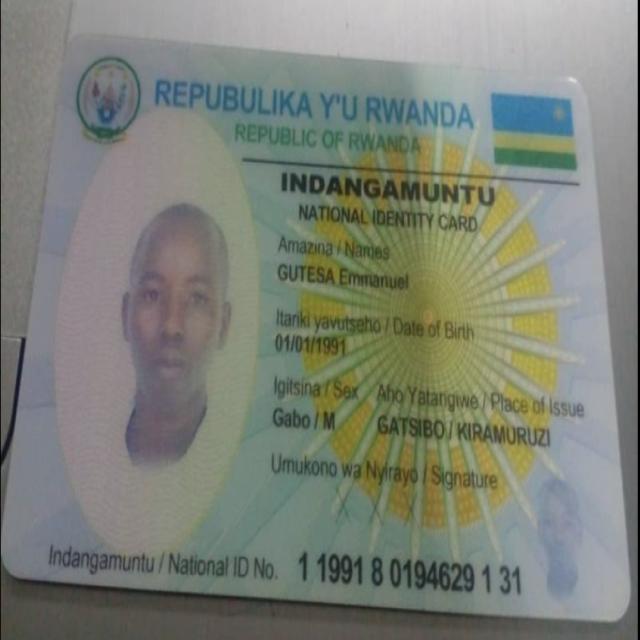 REPUBULIKA Y'U RWANDA
REPUBLIC OF RWANDA
INDANGAMUNTU
NATIONAL IDENTITY CARD
Amazina / Names
GUTESA Emmanuel
Itariki yavutseho / Date of Birth
01/01/1991
Igitsina / Sex Aho Yatangiwe / Place of Issue
Gabo / M GATSIBO / KIRAMURUZI
Umukono wa Nyirayo / Signature
X X X
Indangamuntu / National ID No. 1 1991 8 0194629 1 31